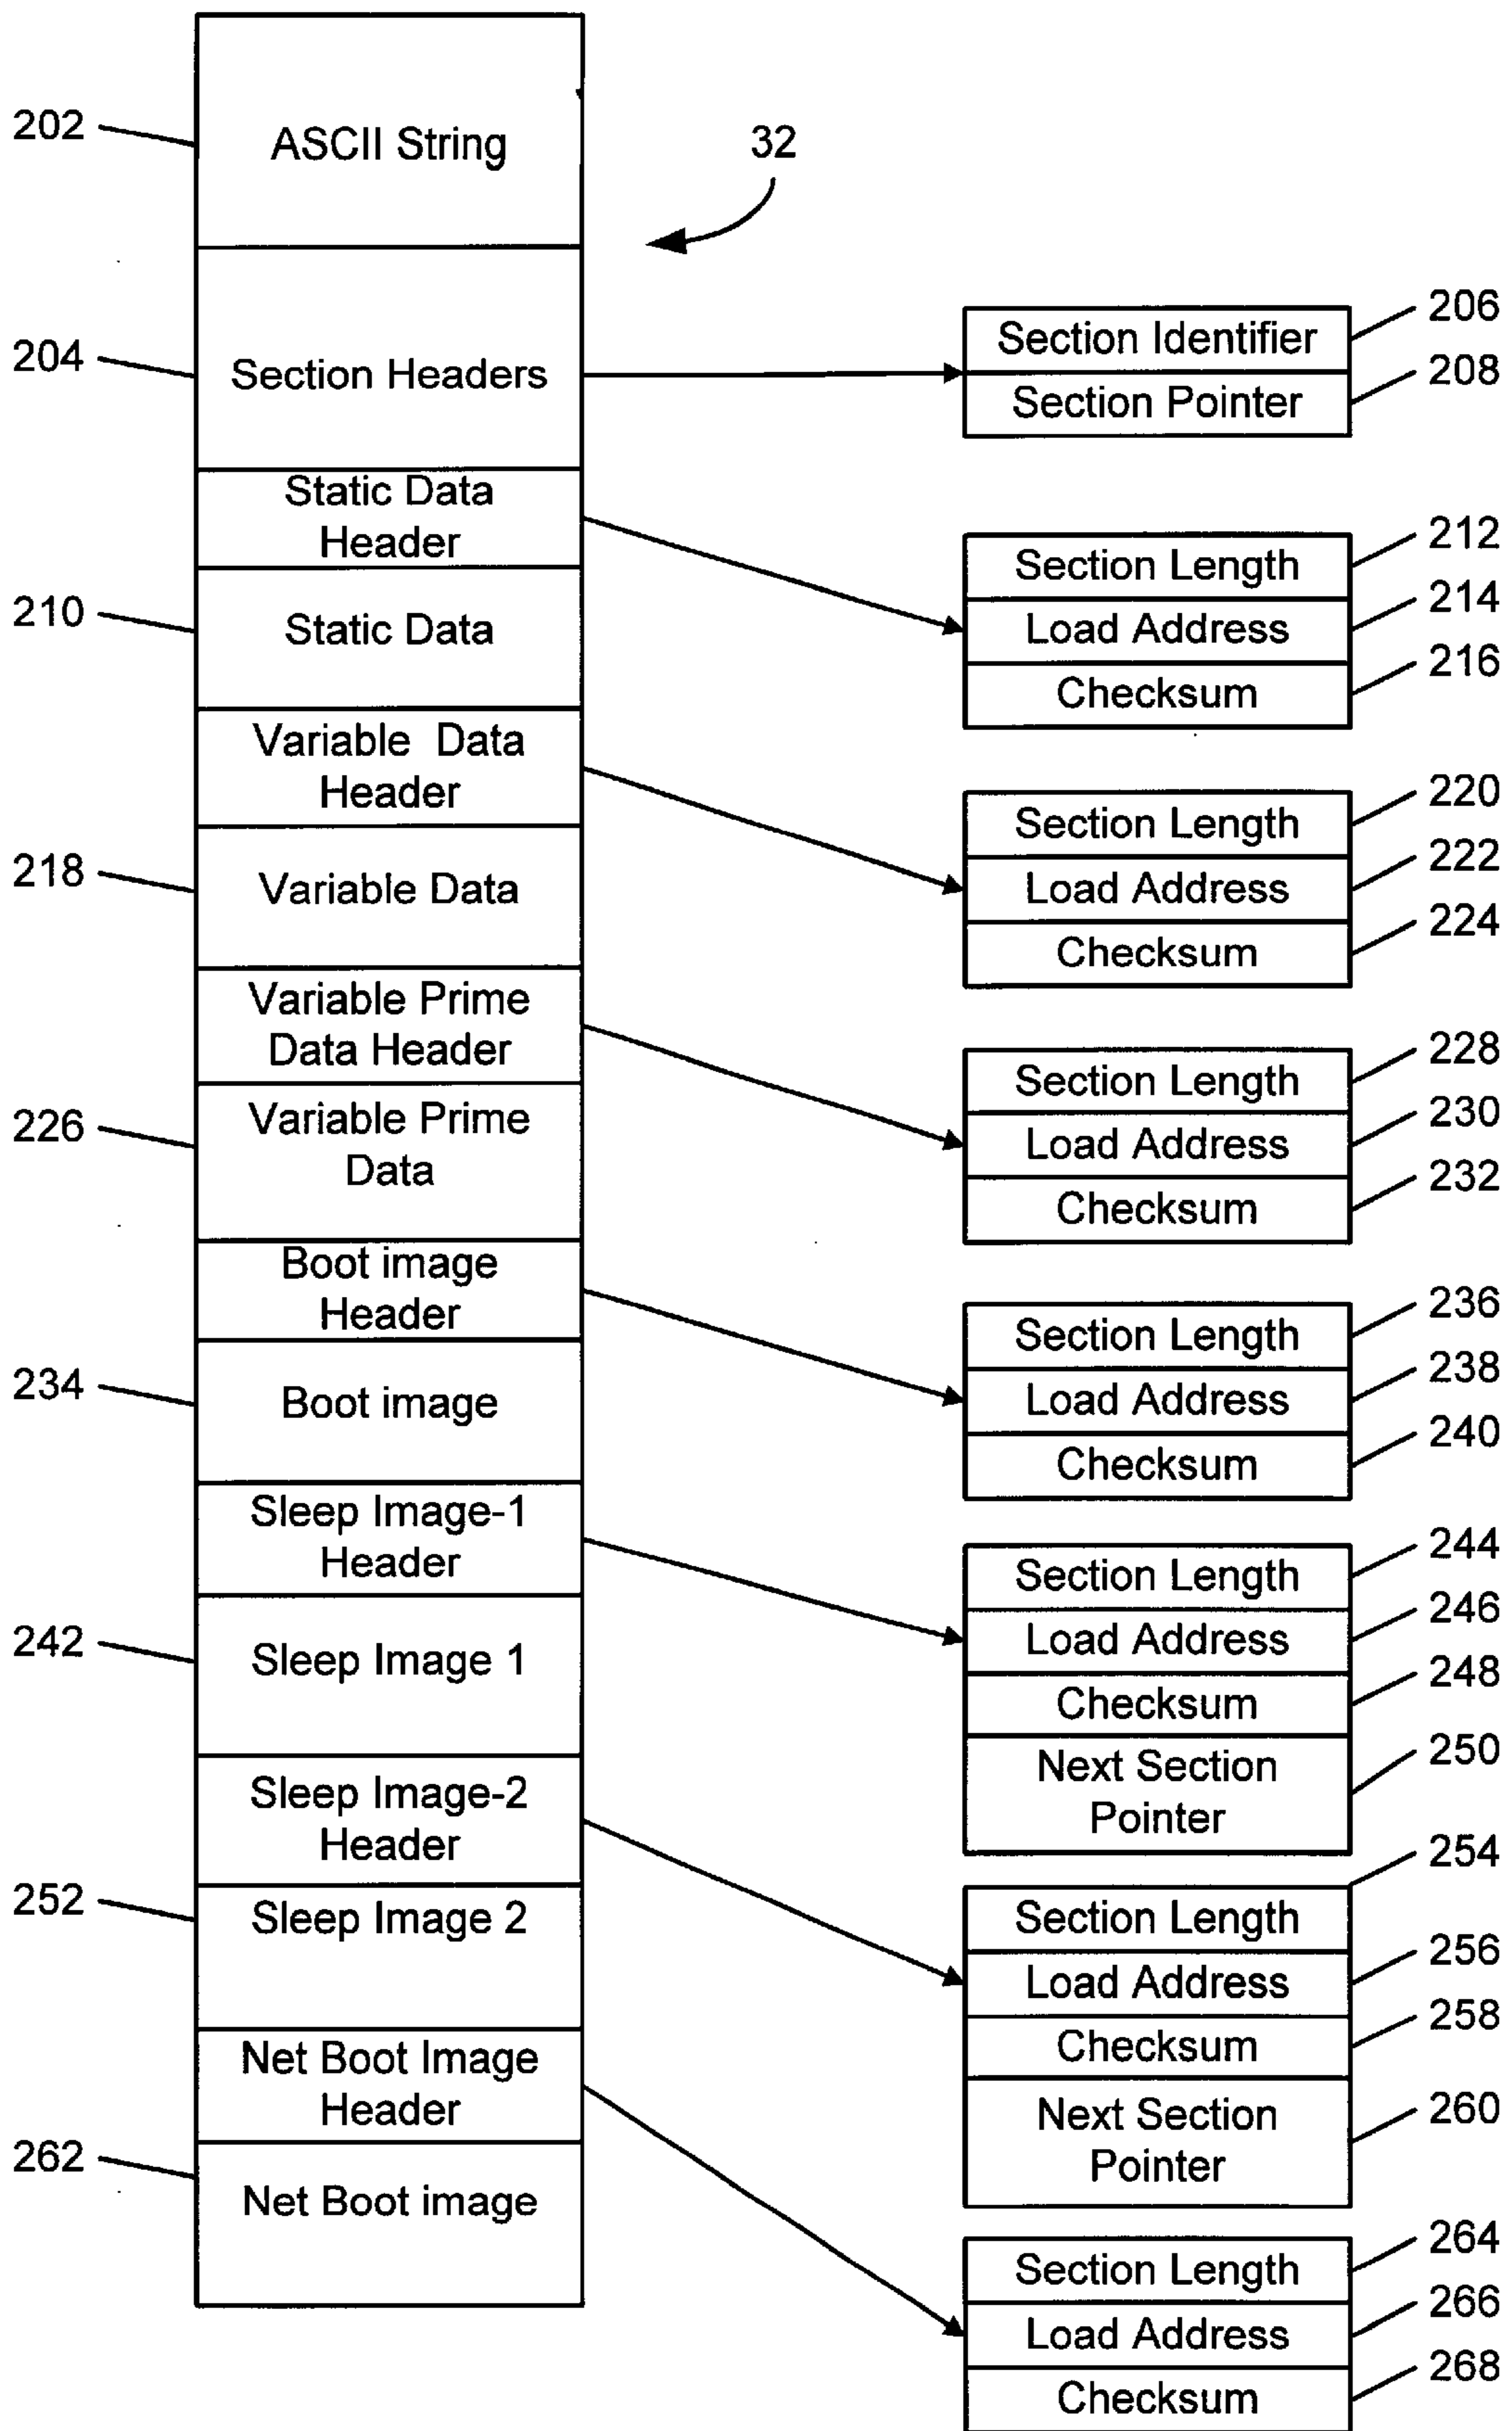 202
ASCII String
32
204
Section Headers
Section Identifier
206
Section Pointer
208
Static Data
Header
Section Length
212
Load Address
214
Checksum
216
210
Static Data
Variable Data
Header
Section Length
220
Load Address
222
Checksum
224
218
Variable Data
Variable Prime
Data Header
Section Length
228
Load Address
230
Checksum
232
226
Variable Prime
Data
Boot image
Header
Section Length
236
Load Address
238
Checksum
240
234
Boot image
Sleep Image-1
Header
Section Length
244
Load Address
246
Checksum
248
Next Section
Pointer
250
242
Sleep Image 1
Sleep Image-2
Header
Section Length
254
Load Address
256
Checksum
258
Next Section
Pointer
260
252
Sleep Image 2
Net Boot Image
Header
Section Length
264
Load Address
266
Checksum
268
262
Net Boot image